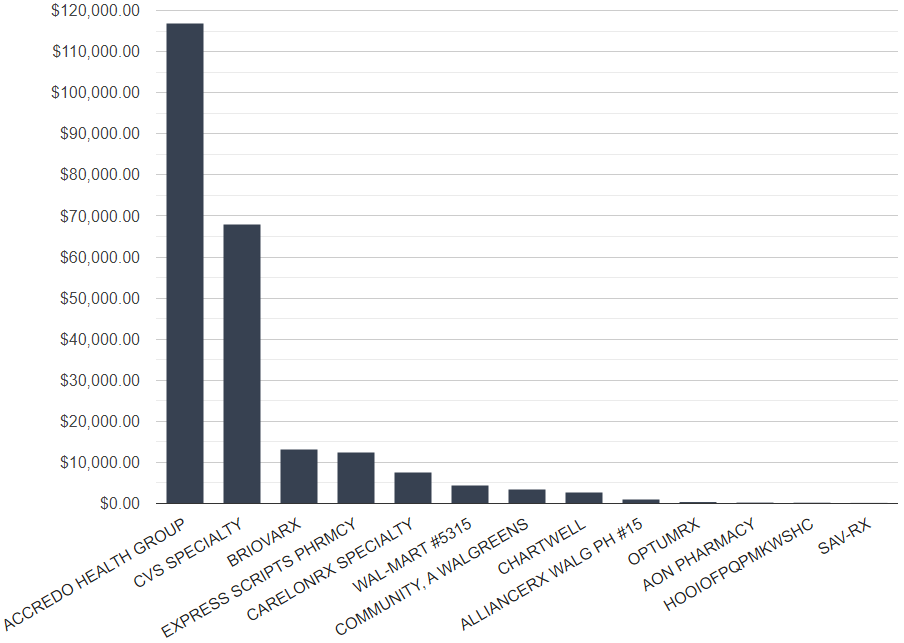 $120,000.00
$110,000.00
$100,000.00
$90,000.00
$80,000.00
$70,000.00
$60,000.00
$50,000.00
$40,000.00
$30,000.00
$20,000.00
$10,000.00
$0.00
ACCREDO HEALTH GROUP
CVS SPECIALTY
BRIOVARX
EXPRESS SCRIPTS PHRMCY
CARELONRX SPECIALTY
WAL-MART #5315
COMMUNITY, A WALGREENS
CHARTWELL
ALLIANCERX WALG PH #15
OPTUMRX
AON PHARMACY
HOOIOFPQPMKWSHC
SAV-RX